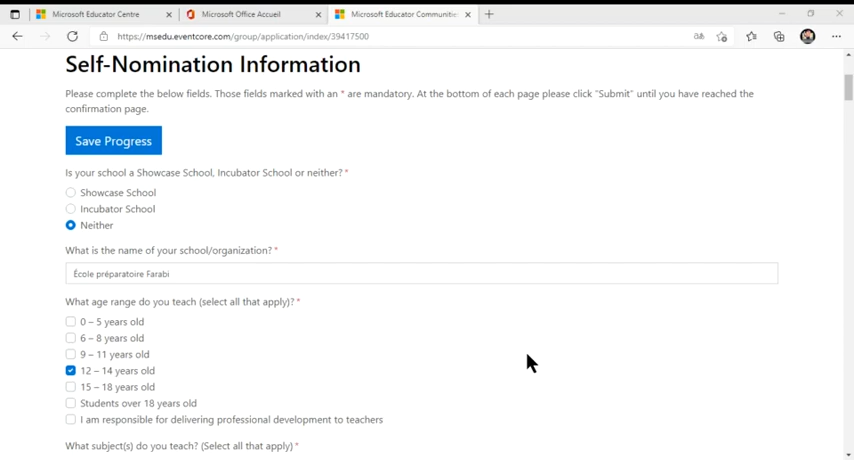 Microsoft Educator Centre
Microsoft Office Accueil
Microsoft Educator Communities
https://msedu.eventcore.com/group/application/index/39417500
Self-Nomination Information
Please complete the below fields. Those fields marked with an * are mandatory. At the bottom of each page please click "Submit" until you have reached the
confirmation page.
Save Progress
Is your school a Showcase School, Incubator School or neither? *
Showcase School
Incubator School
Neither
What is the name of your school/organization? *
École préparatoire Farabi
What age range do you teach (select all that apply)? *
0 – 5 years old
6 – 8 years old
9 – 11 years old
12 – 14 years old
15 – 18 years old
Students over 18 years old
I am responsible for delivering professional development to teachers
What subject(s) do you teach? (Select all that apply) *